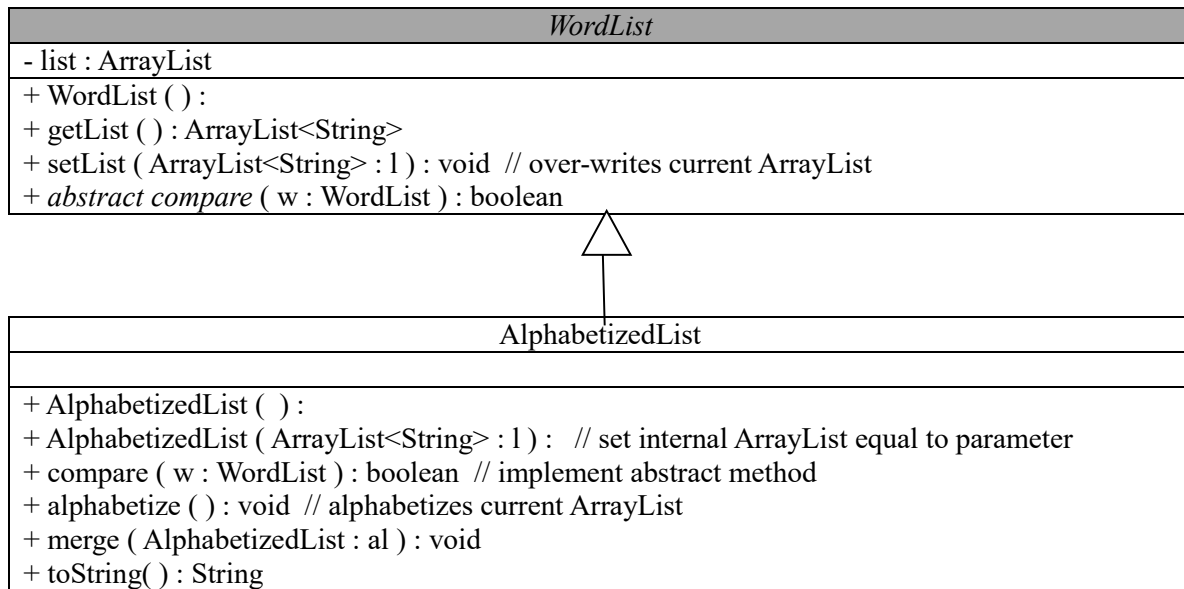 WordList
- list : ArrayList
+ WordList ( ) :
+ getList ( ) : ArrayList<String>
+ setList ( ArrayList<String> : l ) : void  // over-writes current ArrayList
+ abstract compare ( w : WordList ) : boolean
AlphabetizedList
+ AlphabetizedList (  ) :
+ AlphabetizedList ( ArrayList<String> : l ) :   // set internal ArrayList equal to parameter
+ compare ( w : WordList ) : boolean  // implement abstract method
+ alphabetize ( ) : void  // alphabetizes current ArrayList
+ merge ( AlphabetizedList : al ) : void
+ toString( ) : String